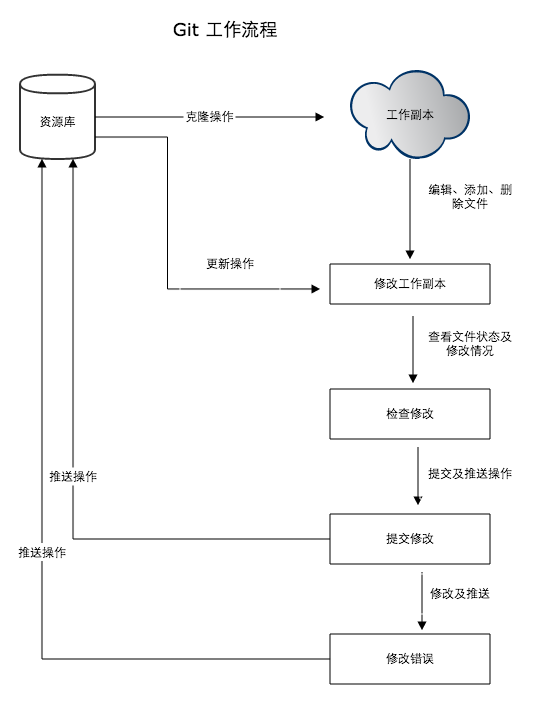 Git 工作流程
资源库
克隆操作
工作副本
编辑、添加、删
除文件
更新操作
修改工作副本
查看文件状态及
修改情况
检查修改
推送操作
提交及推送操作
提交修改
推送操作
修改及推送
修改错误